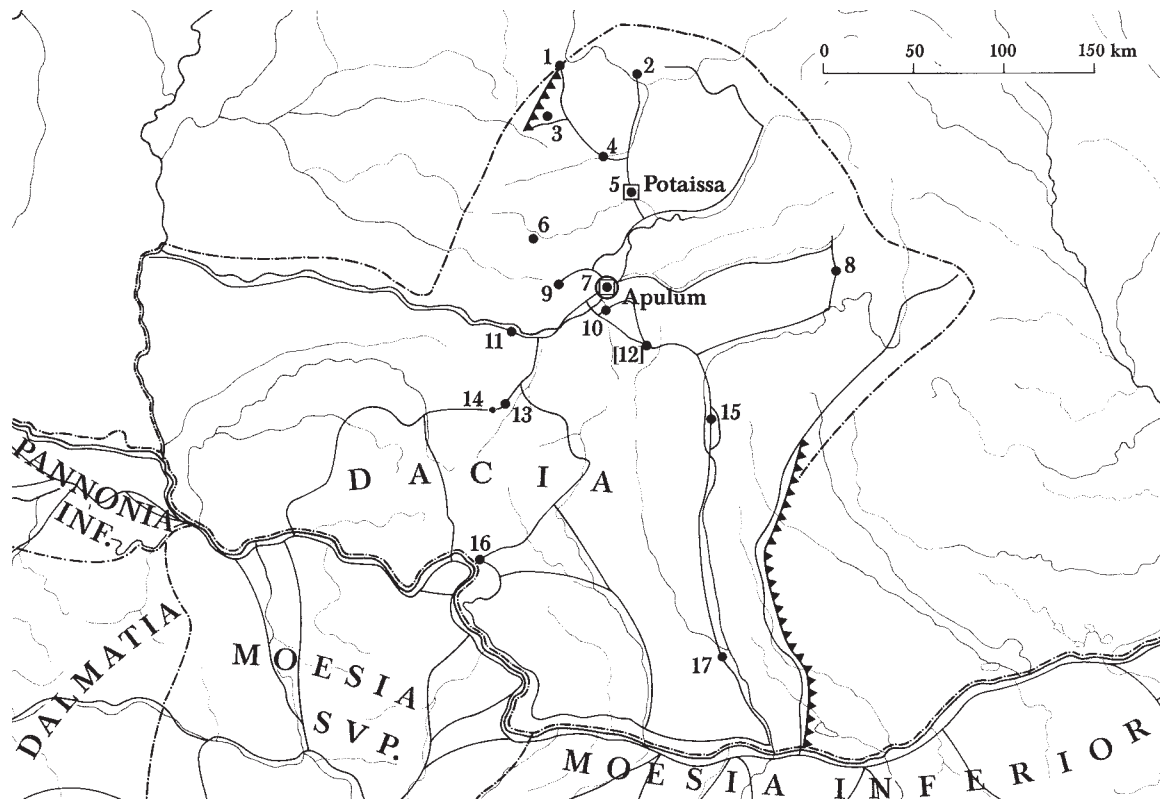 0 50 100 150 km
1
2
3
4
5 Potaissa
6
7
Apulum
8
9
10
11
[12]
14
13
15
DACIA
PANNONIA
INF.
16
DALMATIA
MOESIA
SVP.
17
MOESIA INFERIOR